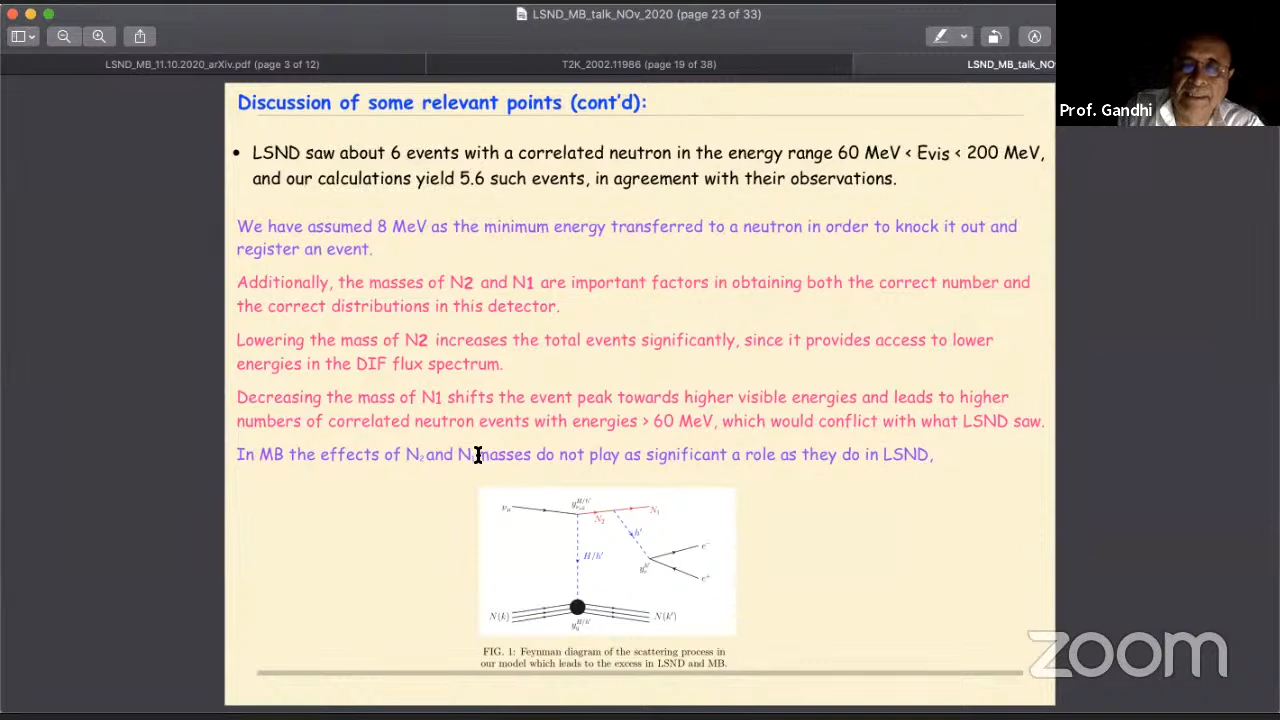 LSND_MB_talk_NOv_2020 (page 23 of 33)
LSND_MB_11.10.2020_arXiv.pdf (page 3 of 12)
T2K_2002.11986 (page 19 of 38)
LSND_MB_talk_NO
Prof. Gandhi
Discussion of some relevant points (cont'd):
• LSND saw about 6 events with a correlated neutron in the energy range 60 MeV < Evis < 200 MeV,
and our calculations yield 5.6 such events, in agreement with their observations.
We have assumed 8 MeV as the minimum energy transferred to a neutron in order to knock it out and
register an event.
Additionally, the masses of N2 and N1 are important factors in obtaining both the correct number and
the correct distributions in this detector.
Lowering the mass of N2 increases the total events significantly, since it provides access to lower
energies in the DIF flux spectrum.
Decreasing the mass of N1 shifts the event peak towards higher visible energies and leads to higher
numbers of correlated neutron events with energies > 60 MeV, which would conflict with what LSND saw.
In MB the effects of N₂ and N masses do not play as significant a role as they do in LSND,
N₂
N₁
h′
H/h′
e⁻
e⁺
N(k)
N(k′)
FIG. 1: Feynman diagram of the scattering process in
our model which leads to the excess in LSND and MB.
zoom